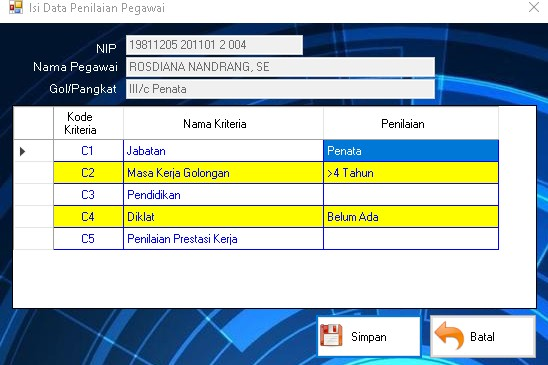 Isi Data Penilaian Pegawai
NIP 19811205 201101 2 004
Nama Pegawai ROSDIANA NANDRANG, SE
Gol/Pangkat III/c Penata
Kode Kriteria Nama Kriteria Penilaian
C1 Jabatan Penata
C2 Masa Kerja Golongan >4 Tahun
C3 Pendidikan
C4 Diklat Belum Ada
C5 Penilaian Prestasi Kerja
Simpan Batal